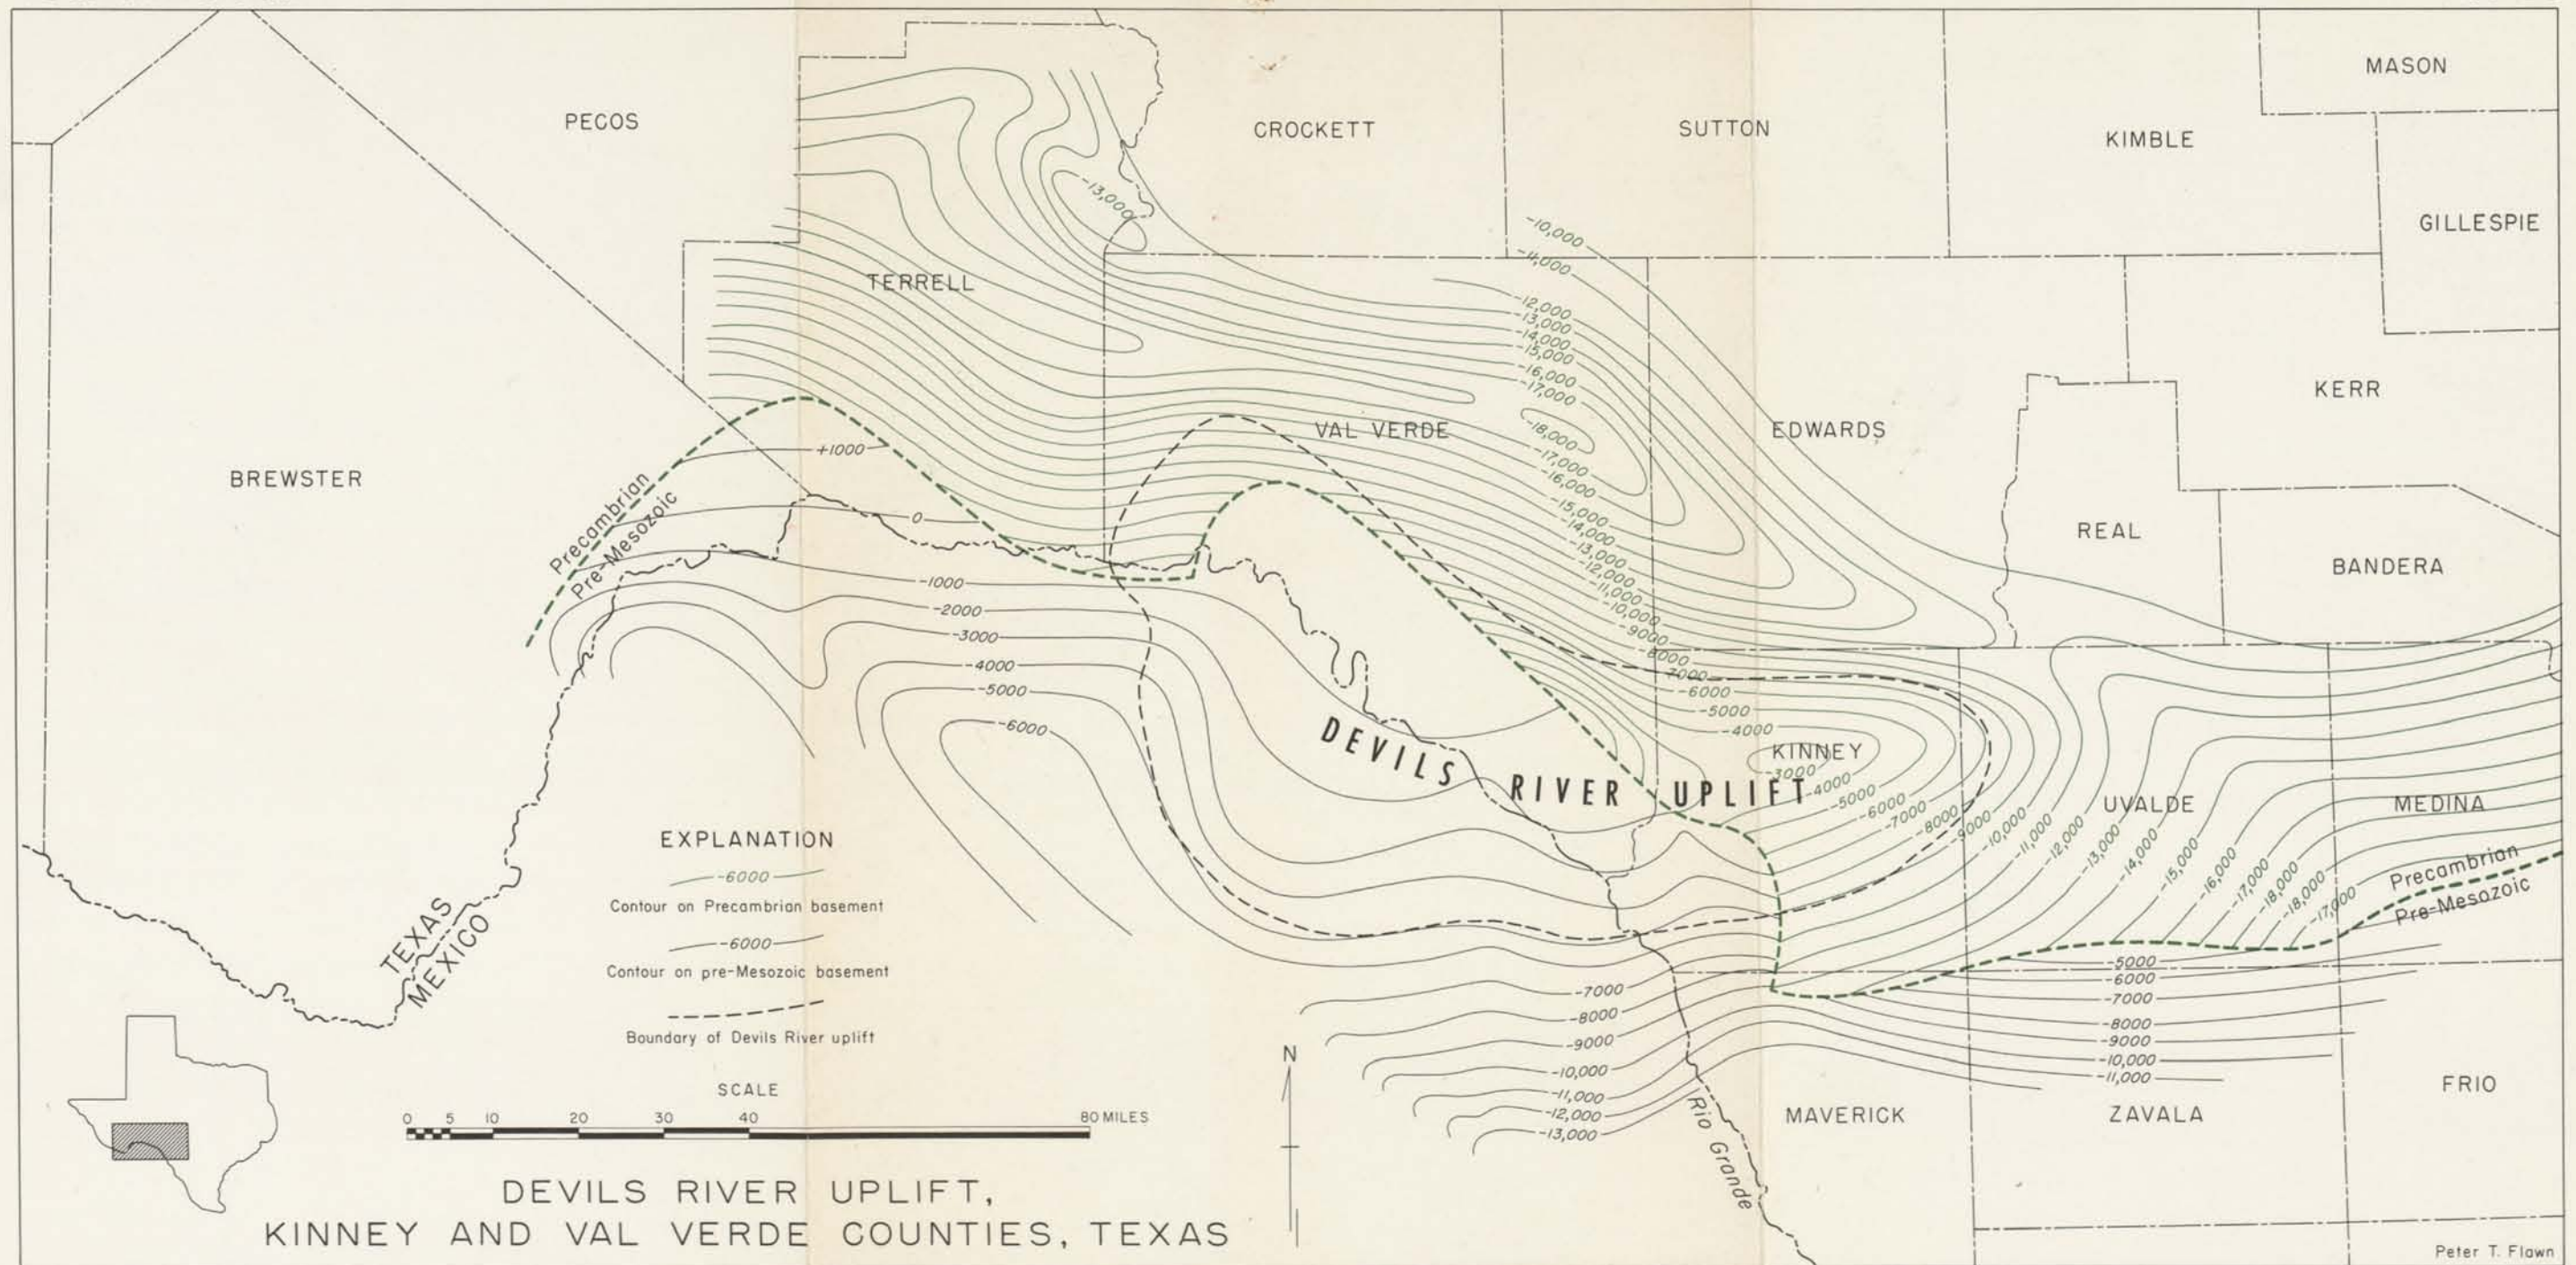 PECOS
CROCKETT
SUTTON
KIMBLE
MASON
GILLESPIE
-13,000
-10,000
-11,000
TERRELL
-12,000
-13,000
-14,000
-15,000
-16,000
-17,000
KERR
VAL VERDE
EDWARDS
-18,000
-17,000
-16,000
-15,000
-14,000
-13,000
-12,000
-11,000
-10,000
-9000
-8000
-7000
-6000
-5000
-4000
+1000
BREWSTER
Precambrian
Pre-Mesozoic
0
REAL
BANDERA
-1000
-2000
-3000
-4000
-5000
-6000
DEVILS RIVER UPLIFT
KINNEY
-3000
-4000
-5000
-6000
-7000
-8000
-9000
-10,000
-11,000
-12,000
-13,000
-14,000
-15,000
-16,000
-17,000
-18,000
-18,000
-17,000
UVALDE
MEDINA
Precambrian
Pre-Mesozoic
EXPLANATION
-6000
Contour on Precambrian basement
-6000
Contour on pre-Mesozoic basement
Boundary of Devils River uplift
TEXAS
MEXICO
-7000
-8000
-9000
-10,000
-11,000
-12,000
-13,000
-5000
-6000
-7000
-8000
-9000
-10,000
-11,000
SCALE
0 5 10 20 30 40 80 MILES
N
Rio Grande
MAVERICK
ZAVALA
FRIO
DEVILS RIVER UPLIFT,
KINNEY AND VAL VERDE COUNTIES, TEXAS
Peter T. Flawn